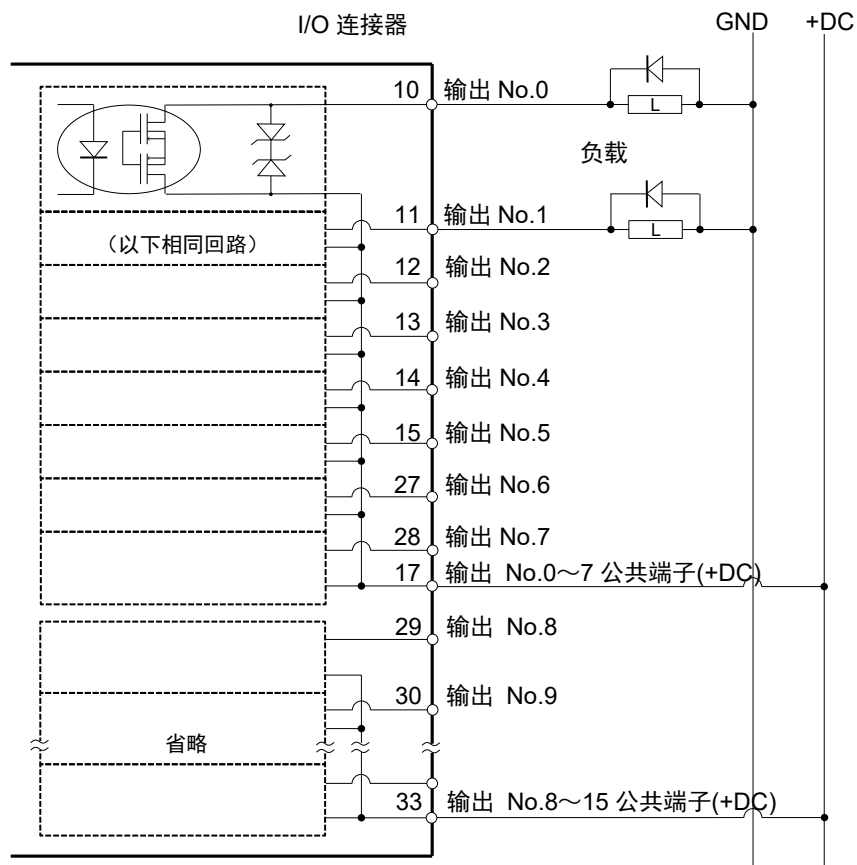 I/O 连接器
GND +DC
10 输出 No.0
L
负载
11 输出 No.1
L
（以下相同回路）
12 输出 No.2
13 输出 No.3
14 输出 No.4
15 输出 No.5
27 输出 No.6
28 输出 No.7
17 输出 No.0～7 公共端子(+DC)
29 输出 No.8
30 输出 No.9
省略
33 输出 No.8～15 公共端子(+DC)